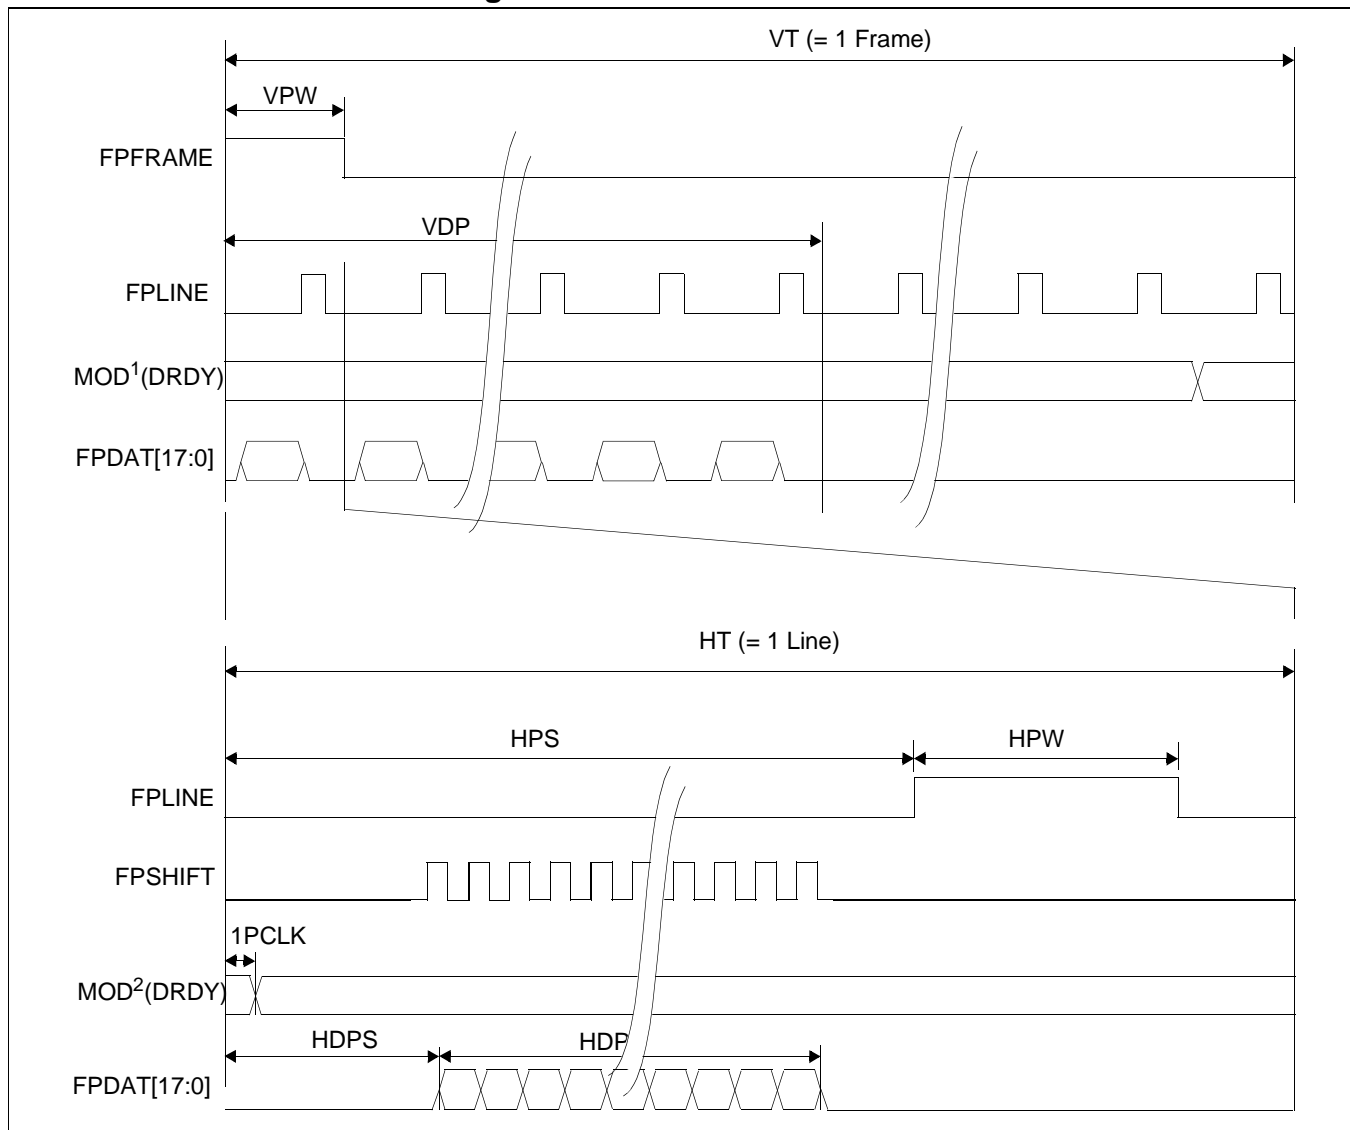 VT (= 1 Frame)
VPW
FPFRAME
VDP
FPLINE
MOD1(DRDY)
FPDAT[17:0]
HT (= 1 Line)
HPS
HPW
FPLINE
FPSHIFT
1PCLK
MOD2(DRDY)
HDPS
HDP
FPDAT[17:0]